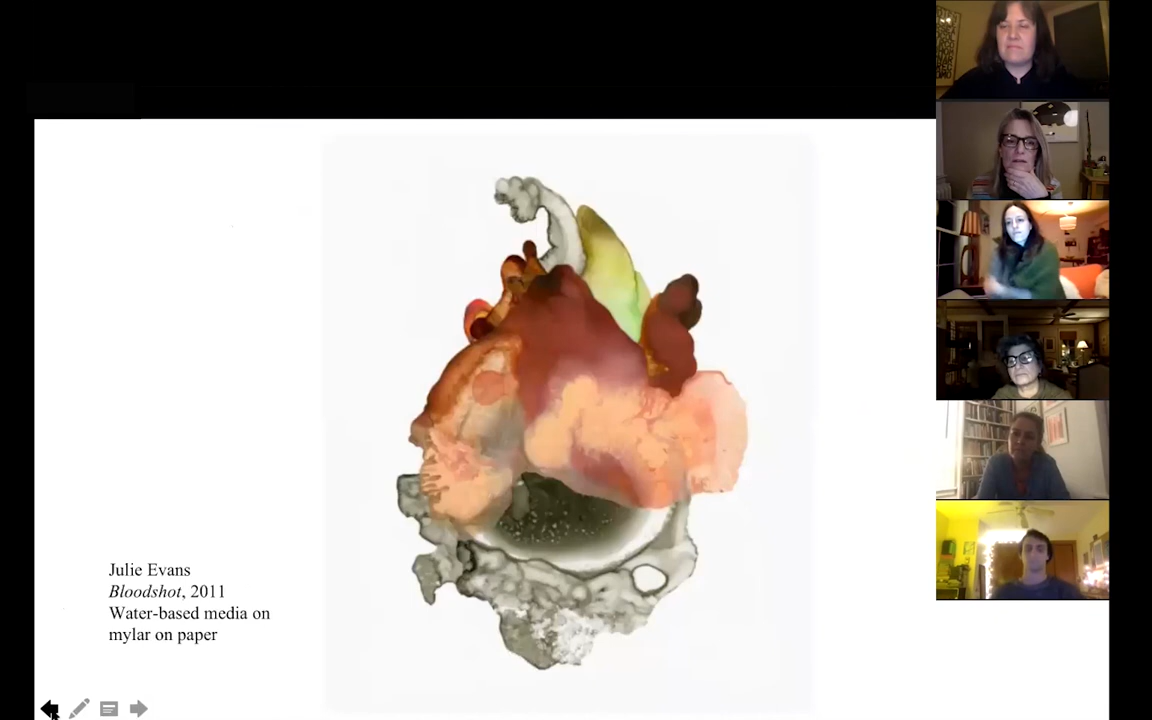 Julie Evans
Bloodshot, 2011
Water-based media on
mylar on paper